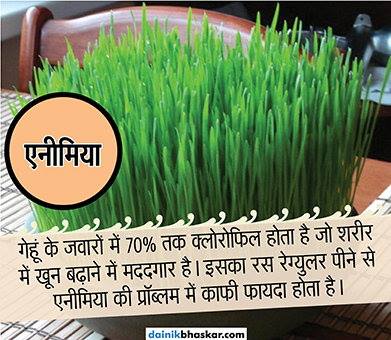 एनीमिया
गेहूं के जवारों में 70% तक क्लोरोफिल होता है जो शरीर
में खून बढ़ाने में मददगार है। इसका रस रेग्युलर पीने से
एनीमिया की प्रॉब्लम में काफी फायदा होता है।
dainikbhaskar.com